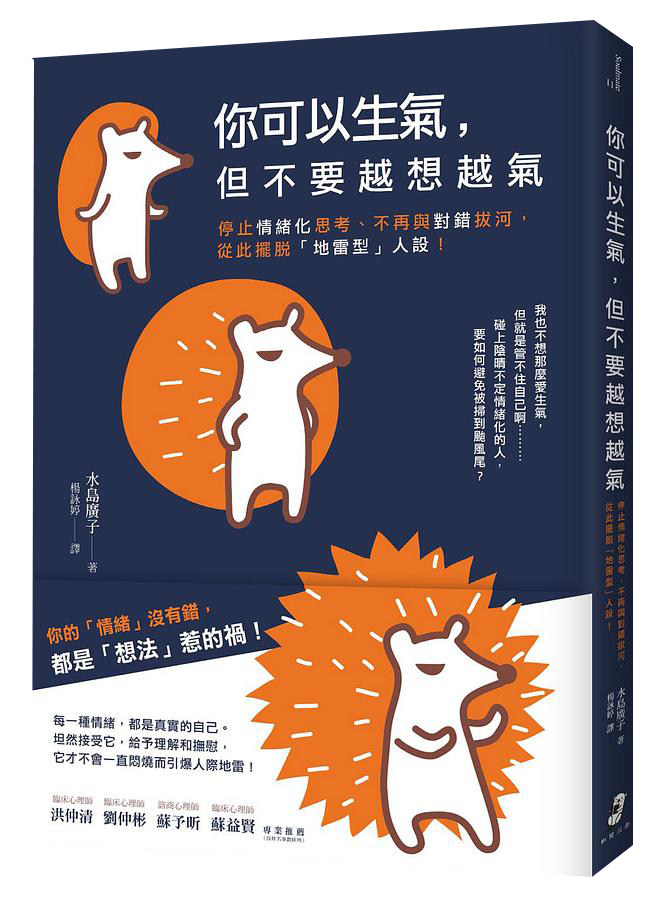 你可以生氣，
但不要越想越氣
停止情緒化思考、不再與對錯拔河，
從此擺脫「地雷型」人設！
我也不想那麼愛生氣，
但就是管不住自己啊………
碰上陰晴不定情緒化的人，
要如何避免被掃到颱風尾？
水島廣子——著
楊詠婷——譯
你的「情緒」沒有錯，
都是「想法」惹的禍！
每一種情緒，都是真實的自己。
坦然接受它，給予理解和撫慰，
它才不會一直悶燒而引爆人際地雷！
臨床心理師 臨床心理師 諮商心理師 臨床心理師
洪仲清 劉仲彬 蘇予昕 蘇益賢 專業推薦
（按姓名筆劃排列）
Soulmate
11
你可以生氣，但不要越想越氣
停止情緒化思考、不再與對錯拔河，
從此擺脫「地雷型」人設！
水島廣子 著
楊詠婷 譯